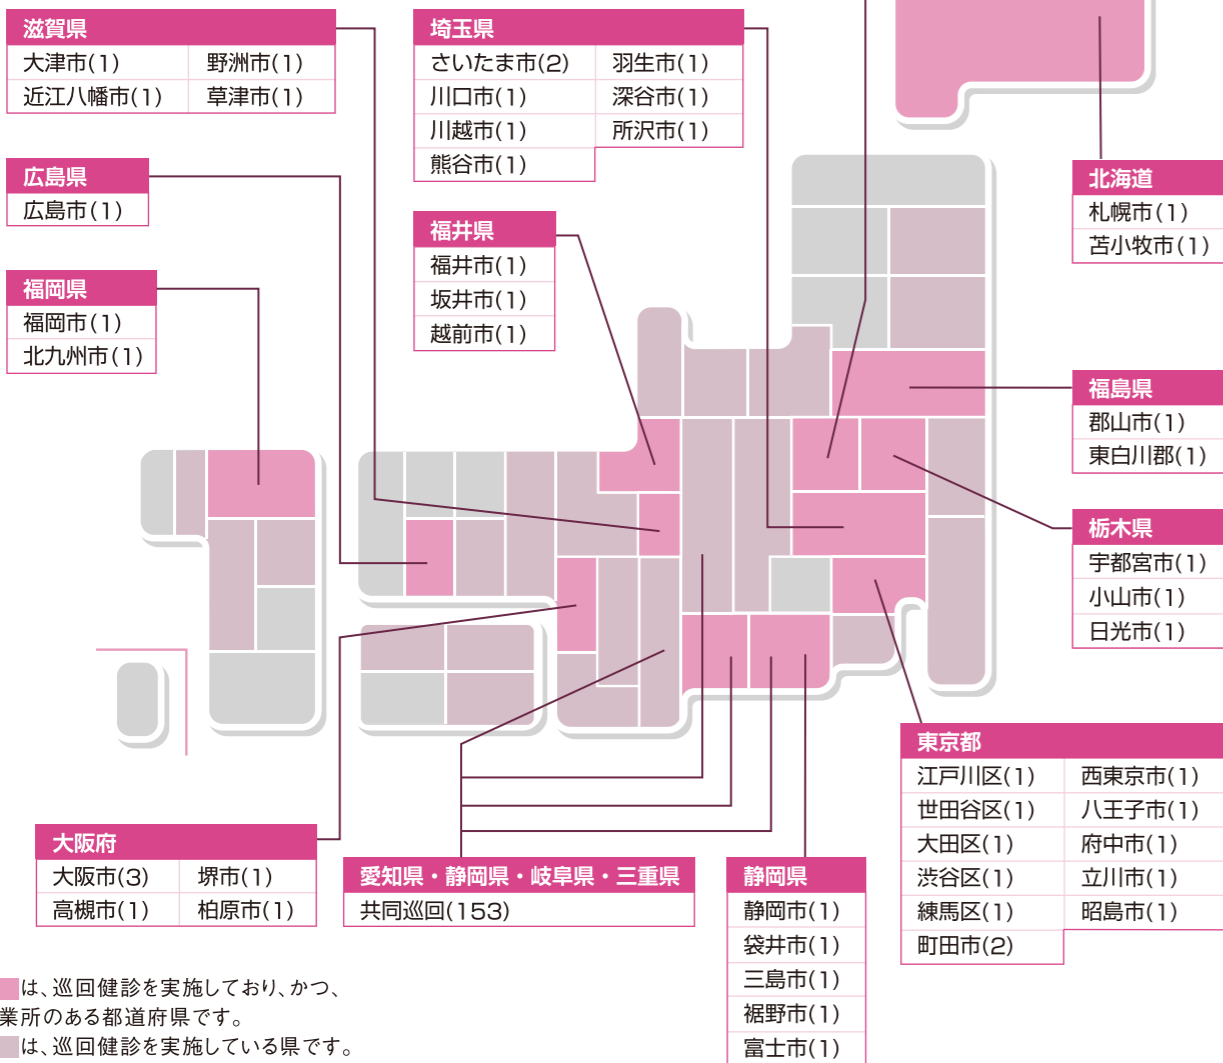 滋賀県
大津市(1) 野洲市(1)
近江八幡市(1) 草津市(1)
埼玉県
さいたま市(2) 羽生市(1)
川口市(1) 深谷市(1)
川越市(1) 所沢市(1)
熊谷市(1)
広島県
広島市(1)
福井県
福井市(1)
坂井市(1)
越前市(1)
福岡県
福岡市(1)
北九州市(1)
北海道
札幌市(1)
苫小牧市(1)
福島県
郡山市(1)
東白川郡(1)
栃木県
宇都宮市(1)
小山市(1)
日光市(1)
東京都
江戸川区(1) 西東京市(1)
世田谷区(1) 八王子市(1)
大田区(1) 府中市(1)
渋谷区(1) 立川市(1)
練馬区(1) 昭島市(1)
町田市(2)
大阪府
大阪市(3) 堺市(1)
高槻市(1) 柏原市(1)
愛知県・静岡県・岐阜県・三重県
共同巡回(153)
静岡県
静岡市(1)
袋井市(1)
三島市(1)
裾野市(1)
富士市(1)
は、巡回健診を実施しており、かつ、
業所のある都道府県です。
は、巡回健診を実施している県です。